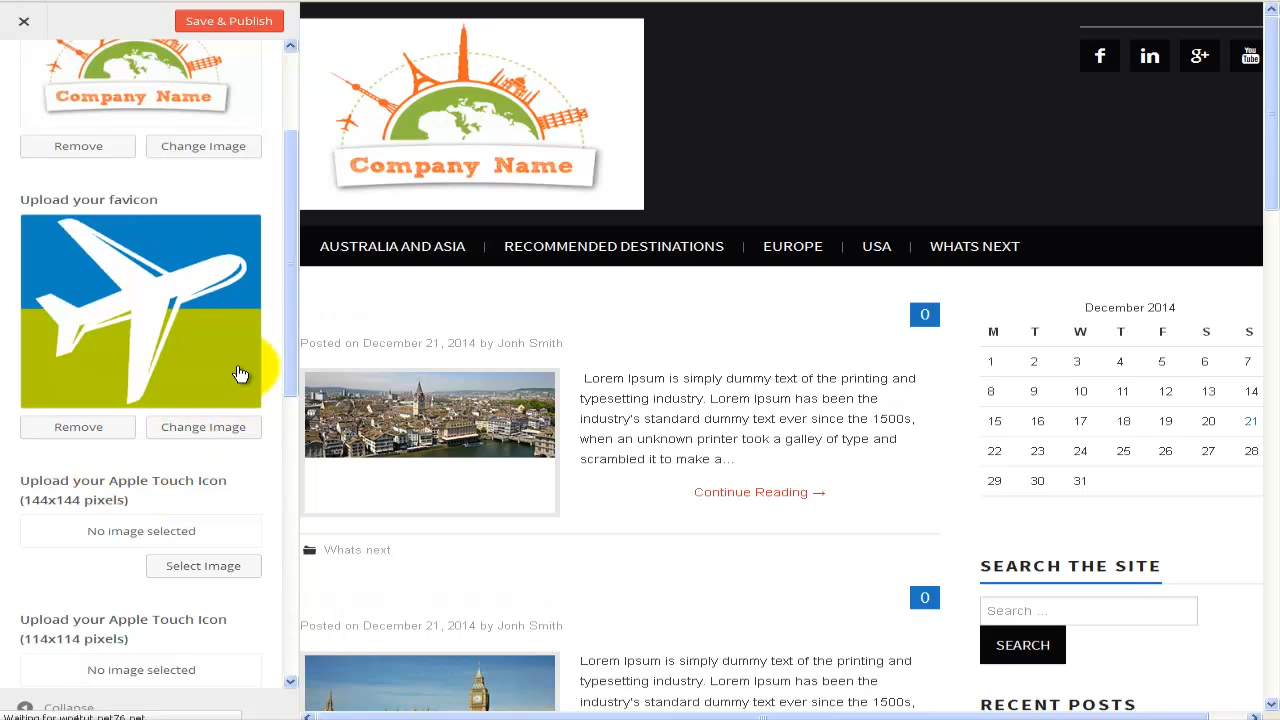 Save & Publish
Company Name
Remove
Change Image
Upload your favicon
Remove
Change Image
Upload your Apple Touch Icon
(144x144 pixels)
No image selected
Select Image
Upload your Apple Touch Icon
(114x114 pixels)
No image selected
Collapse
Company Name
f
in
g+
You
Tube
AUSTRALIA AND ASIA
RECOMMENDED DESTINATIONS
EUROPE
USA
WHATS NEXT
0
Posted on December 21, 2014 by Jonh Smith
Lorem Ipsum is simply dummy text of the printing and
typesetting industry. Lorem Ipsum has been the
industry's standard dummy text ever since the 1500s,
when an unknown printer took a galley of type and
scrambled it to make a…
Continue Reading →
Whats next
0
Posted on December 21, 2014 by Jonh Smith
Lorem Ipsum is simply dummy text of the printing and
typesetting industry. Lorem Ipsum has been the
industry's standard dummy text ever since the 1500s,
December 2014
M T W T F S S
1 2 3 4 5 6 7
8 9 10 11 12 13 14
15 16 17 18 19 20 21
22 23 24 25 26 27 28
29 30 31
SEARCH THE SITE
Search …
SEARCH
RECENT POSTS